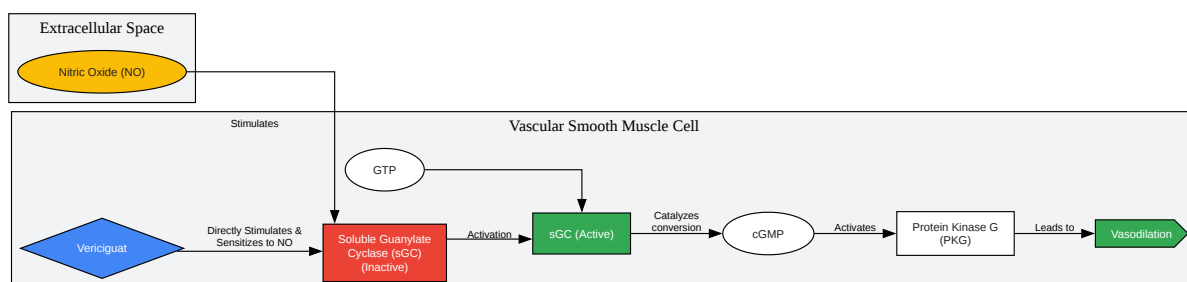 Extracellular Space
Nitric Oxide (NO)
Stimulates
Vascular Smooth Muscle Cell
GTP
Vericiguat
Directly Stimulates &
Sensitizes to NO
Soluble Guanylate
Cyclase (sGC)
(Inactive)
Activation
sGC (Active)
Catalyzes
conversion
cGMP
Activates
Protein Kinase G
(PKG)
Leads to
Vasodilation